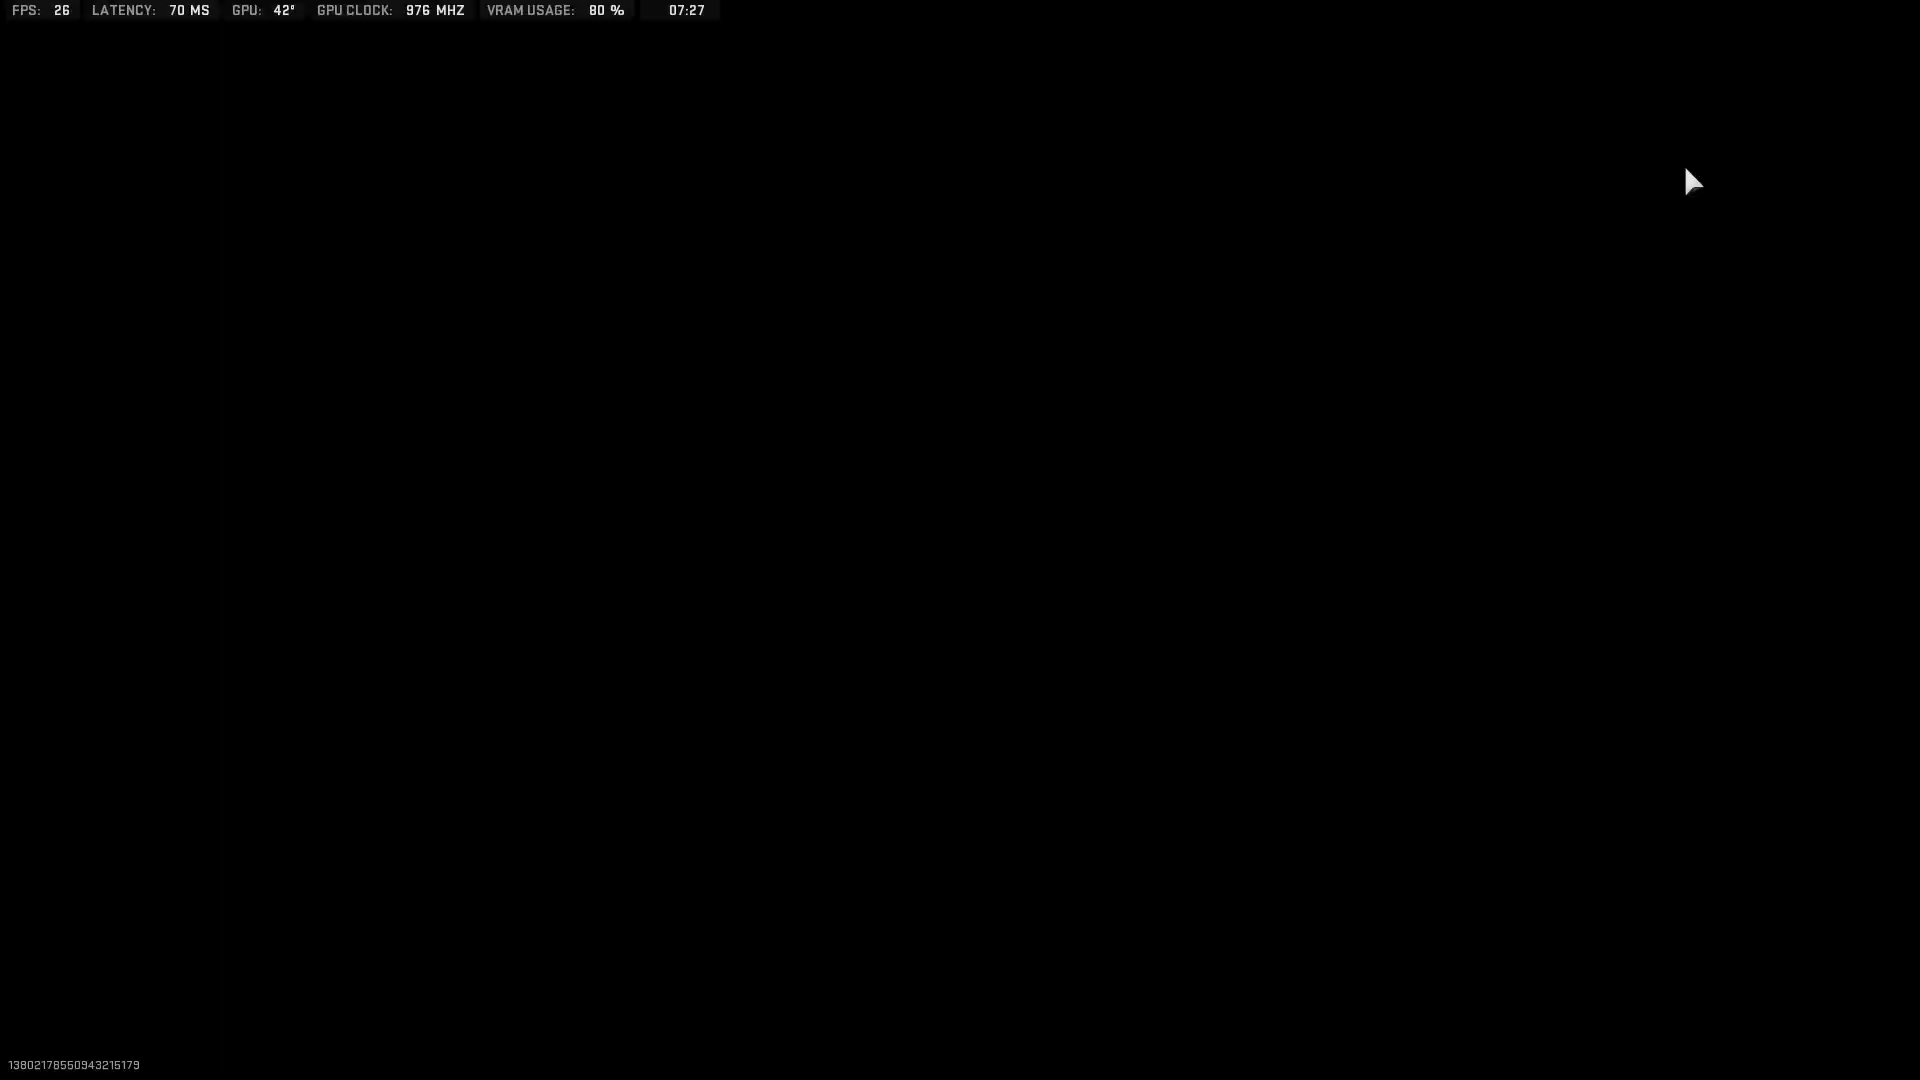 FPS: 26 LATENCY: 70 MS GPU: 42° GPU CLOCK: 976 MHZ VRAM USAGE: 80 % 07:27
13802178550943215179